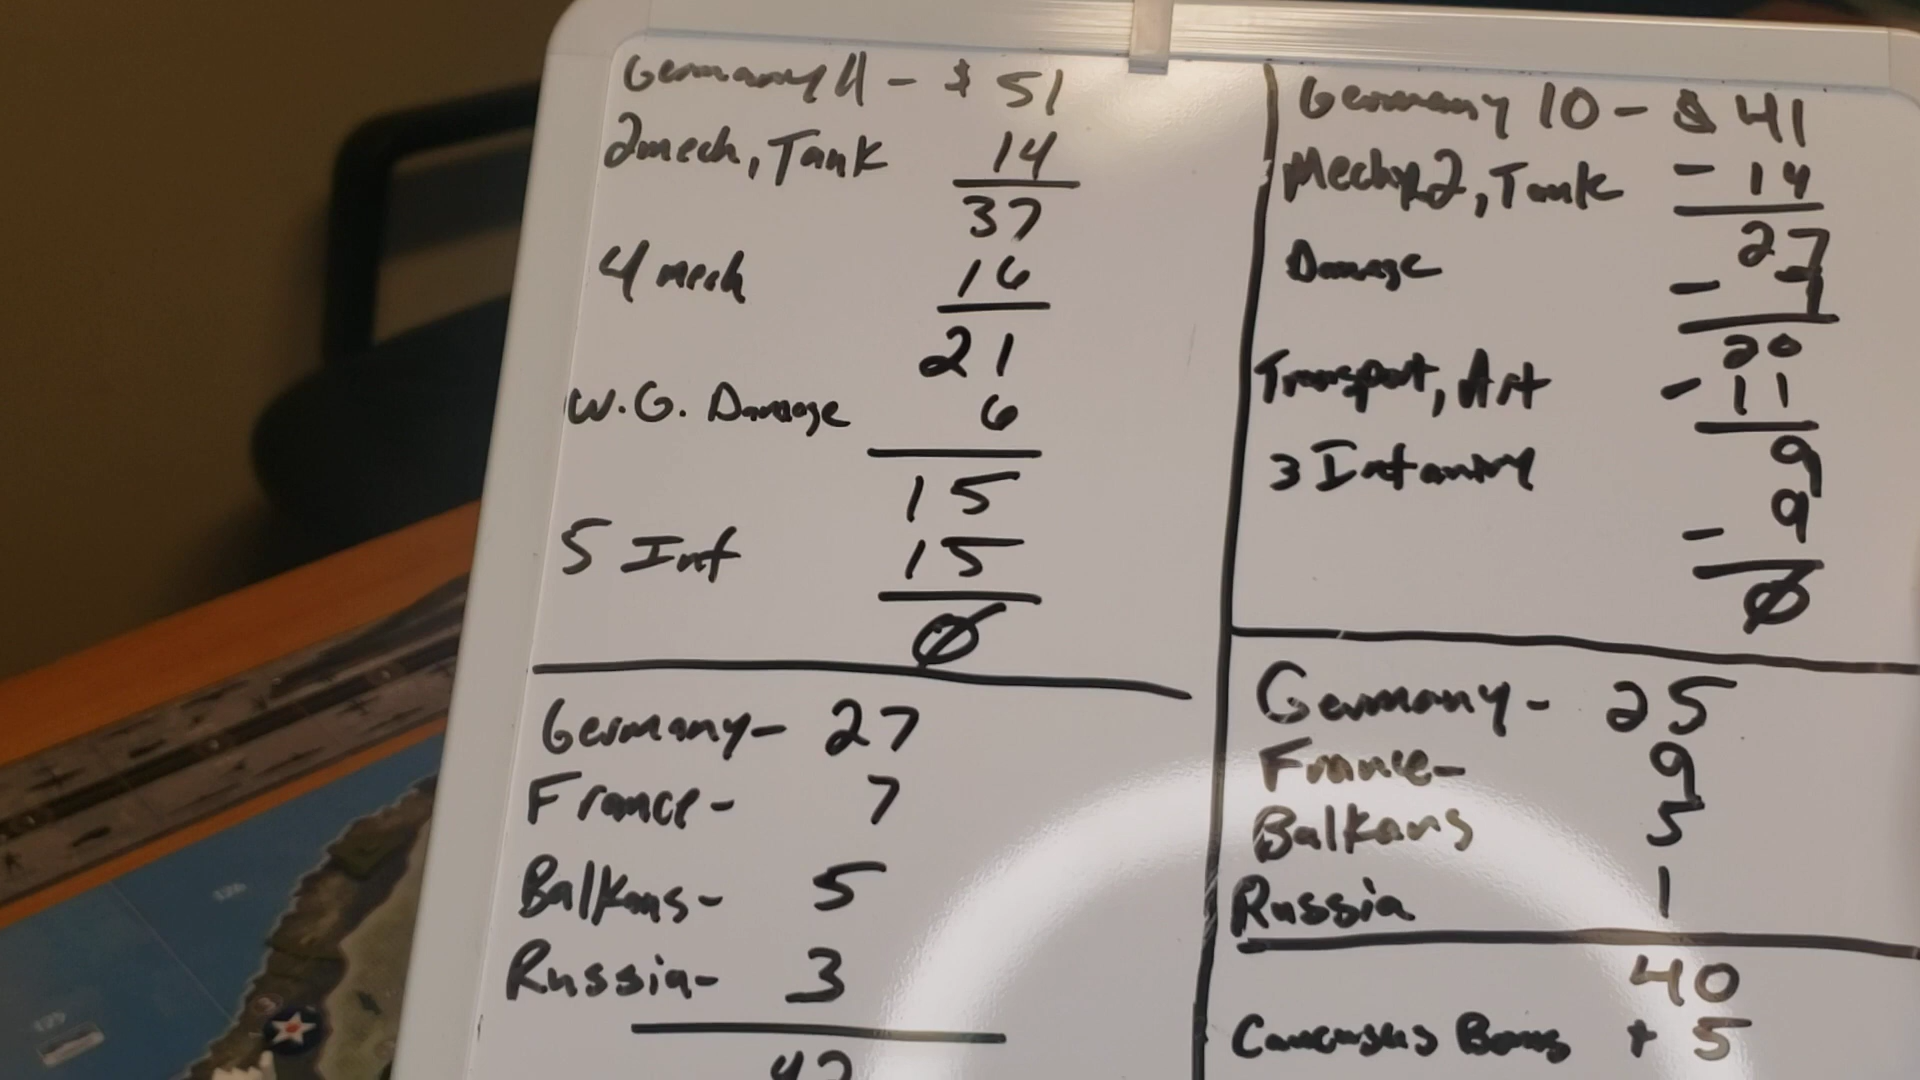 Germany 11 - $ 51
2mech, Tank 14
37
4 mech 16
21
W.G. Damage 6
15
5 Inf 15
Ø
Germany- 27
France- 7
Balkans- 5
Russia- 3
42
Germany 10 - $ 41
Mech 2, Tank - 14
27
Damage - 7
20
Transport, Art - 11
9
3 Infantry - 9
Ø
Germany- 25
France- 9
Balkans 5
Russia 1
40
Caucasus Bonus + 5